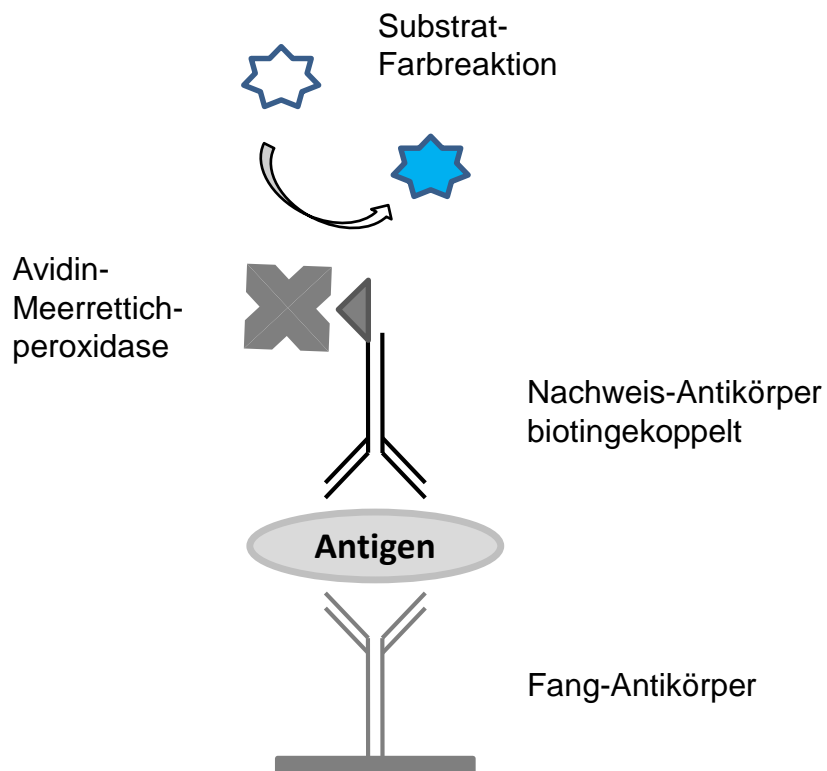 Substrat-
Farbreaktion
Avidin-
Meerrettich-
peroxidase
Nachweis-Antikörper
biotingekoppelt
Antigen
Fang-Antikörper